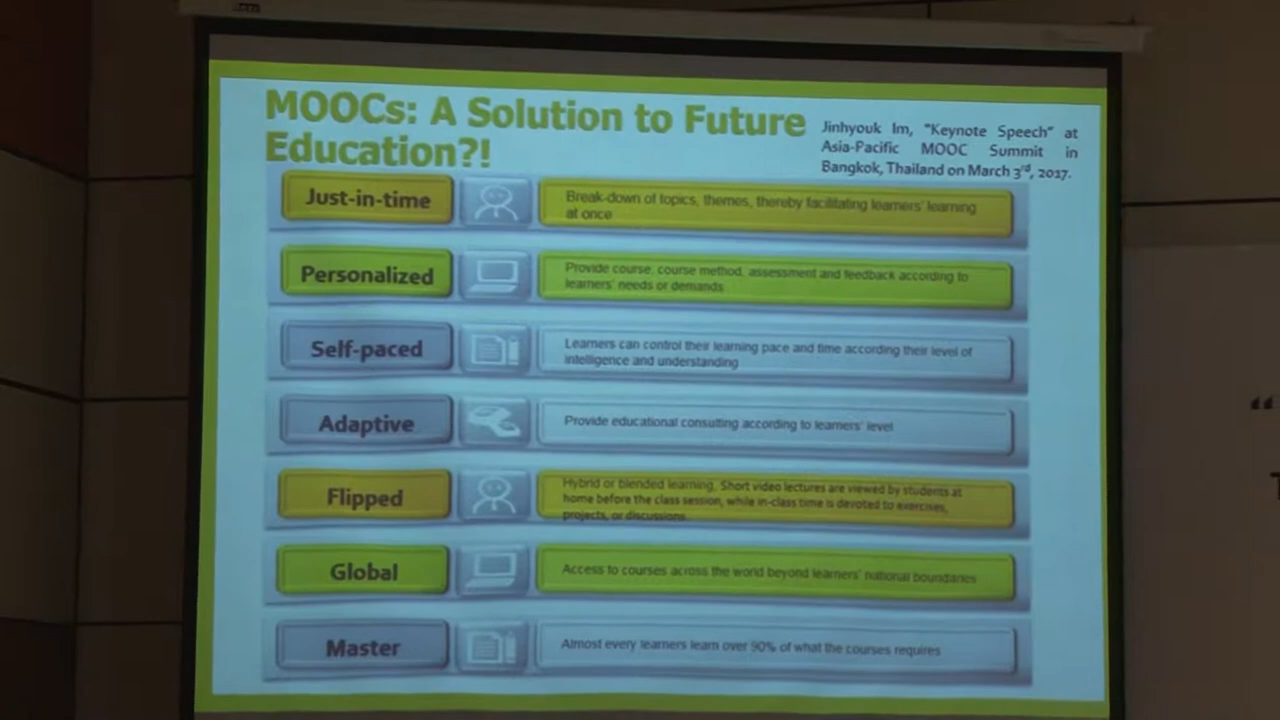 MOOCs: A Solution to Future
Education?!
Jinhyouk Im, "Keynote Speech" at
Asia-Pacific MOOC Summit in
Bangkok, Thailand on March 3rd, 2017.
Just-in-time
Break-down of topics, themes, thereby facilitating learners' learning
at once
Personalized
Provide course, course method, assessment and feedback according to
learners' needs or demands
Self-paced
Learners can control their learning pace and time according their level of
intelligence and understanding
Adaptive
Provide educational consulting according to learners' level
Flipped
Hybrid or blended learning. Short video lectures are viewed by students at
home before the class session, while in-class time is devoted to exercises,
projects, or discussions.
Global
Access to courses across the world beyond learners' national boundaries
Master
Almost every learners learn over 90% of what the courses requires